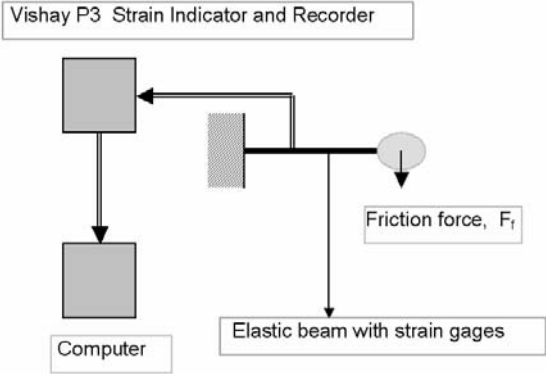 Vishay P3 Strain Indicator and Recorder
Friction force, Ff
Elastic beam with strain gages
Computer